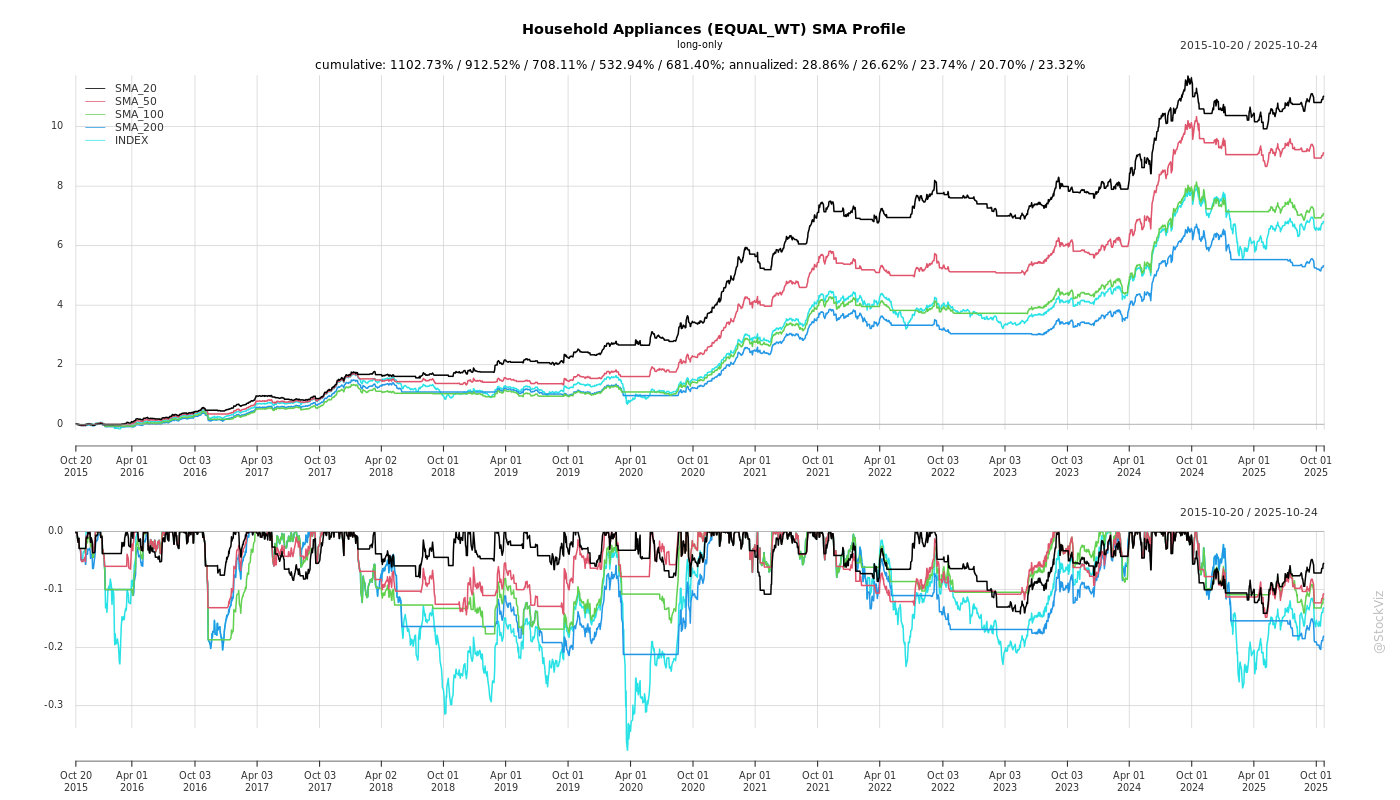 Household Appliances (EQUAL_WT) SMA Profile
long-only
2015-10-20 / 2025-10-24
cumulative: 1102.73% / 912.52% / 708.11% / 532.94% / 681.40%; annualized: 28.86% / 26.62% / 23.74% / 20.70% / 23.32%
SMA_20
SMA_50
SMA_100
SMA_200
INDEX
10
8
6
4
2
0
Oct 20 Apr 01 Oct 03 Apr 03 Oct 03 Apr 02 Oct 01 Apr 01 Oct 01 Apr 01 Oct 01 Apr 01 Oct 01 Apr 01 Oct 03 Apr 03 Oct 03 Apr 01 Oct 01 Apr 01 Oct 01
2015 2016 2016 2017 2017 2018 2018 2019 2019 2020 2020 2021 2021 2022 2022 2023 2023 2024 2024 2025 2025
2015-10-20 / 2025-10-24
0.0
-0.1
-0.2
-0.3
Oct 20 Apr 01 Oct 03 Apr 03 Oct 03 Apr 02 Oct 01 Apr 01 Oct 01 Apr 01 Oct 01 Apr 01 Oct 01 Apr 01 Oct 03 Apr 03 Oct 03 Apr 01 Oct 01 Apr 01 Oct 01
2015 2016 2016 2017 2017 2018 2018 2019 2019 2020 2020 2021 2021 2022 2022 2023 2023 2024 2024 2025 2025
@StockViz